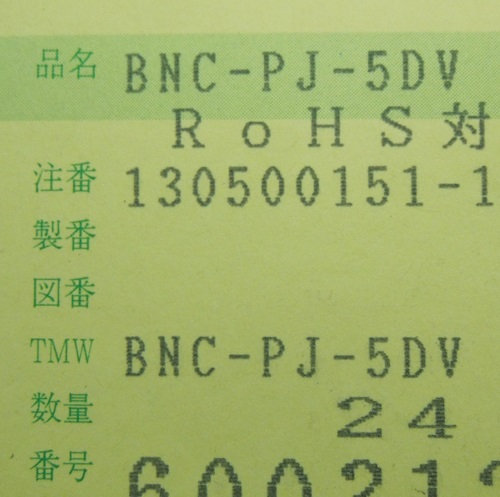 品名 BNC-PJ-5DV
RoHS対
注番 130500151-1
製番
図番
TMW BNC-PJ-5DV
数量 24
番号 600212